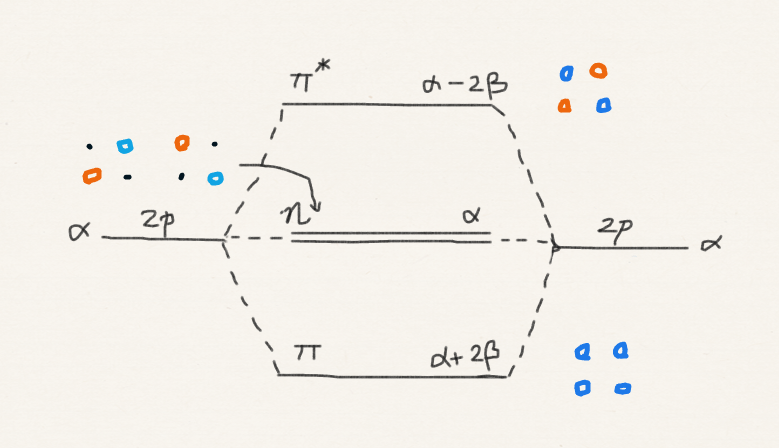 π* α-2β
n α
α 2p
2p α
π α+2β